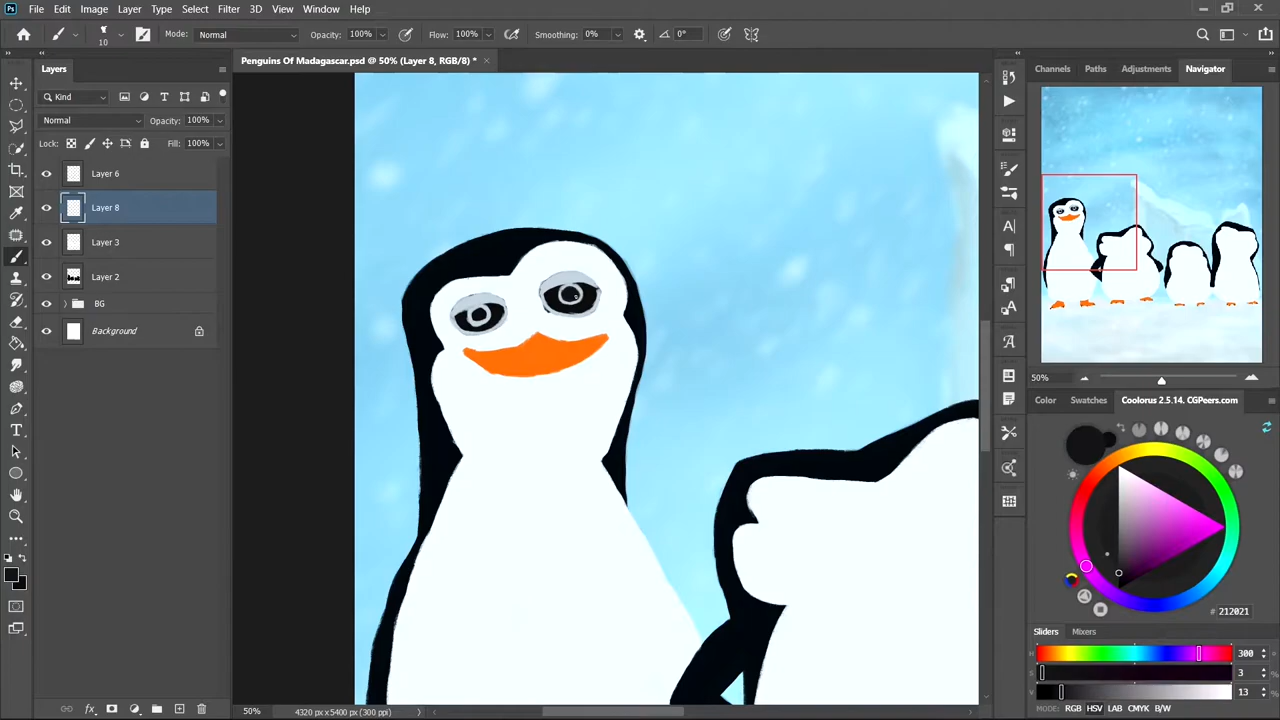 Ps File Edit Image Layer Type Select Filter 3D View Window Help
10 Mode: Normal Opacity: 100% Flow: 100% Smoothing: 0% 0°
Penguins Of Madagascar.psd @ 50% (Layer 8, RGB/8) *
Layers
Kind
Normal Opacity: 100%
Lock: Fill: 100%
Layer 6
Layer 8
Layer 3
Layer 2
BG
Background
50% 4320 px x 5400 px (300 ppi)
Channels Paths Adjustments Navigator
50%
Color Swatches Coolorus 2.5.14. CGPeers.com
# 212021
Sliders Mixers
H 300 °
S 3 %
V 13 %
MODE: RGB HSV LAB CMYK B/W